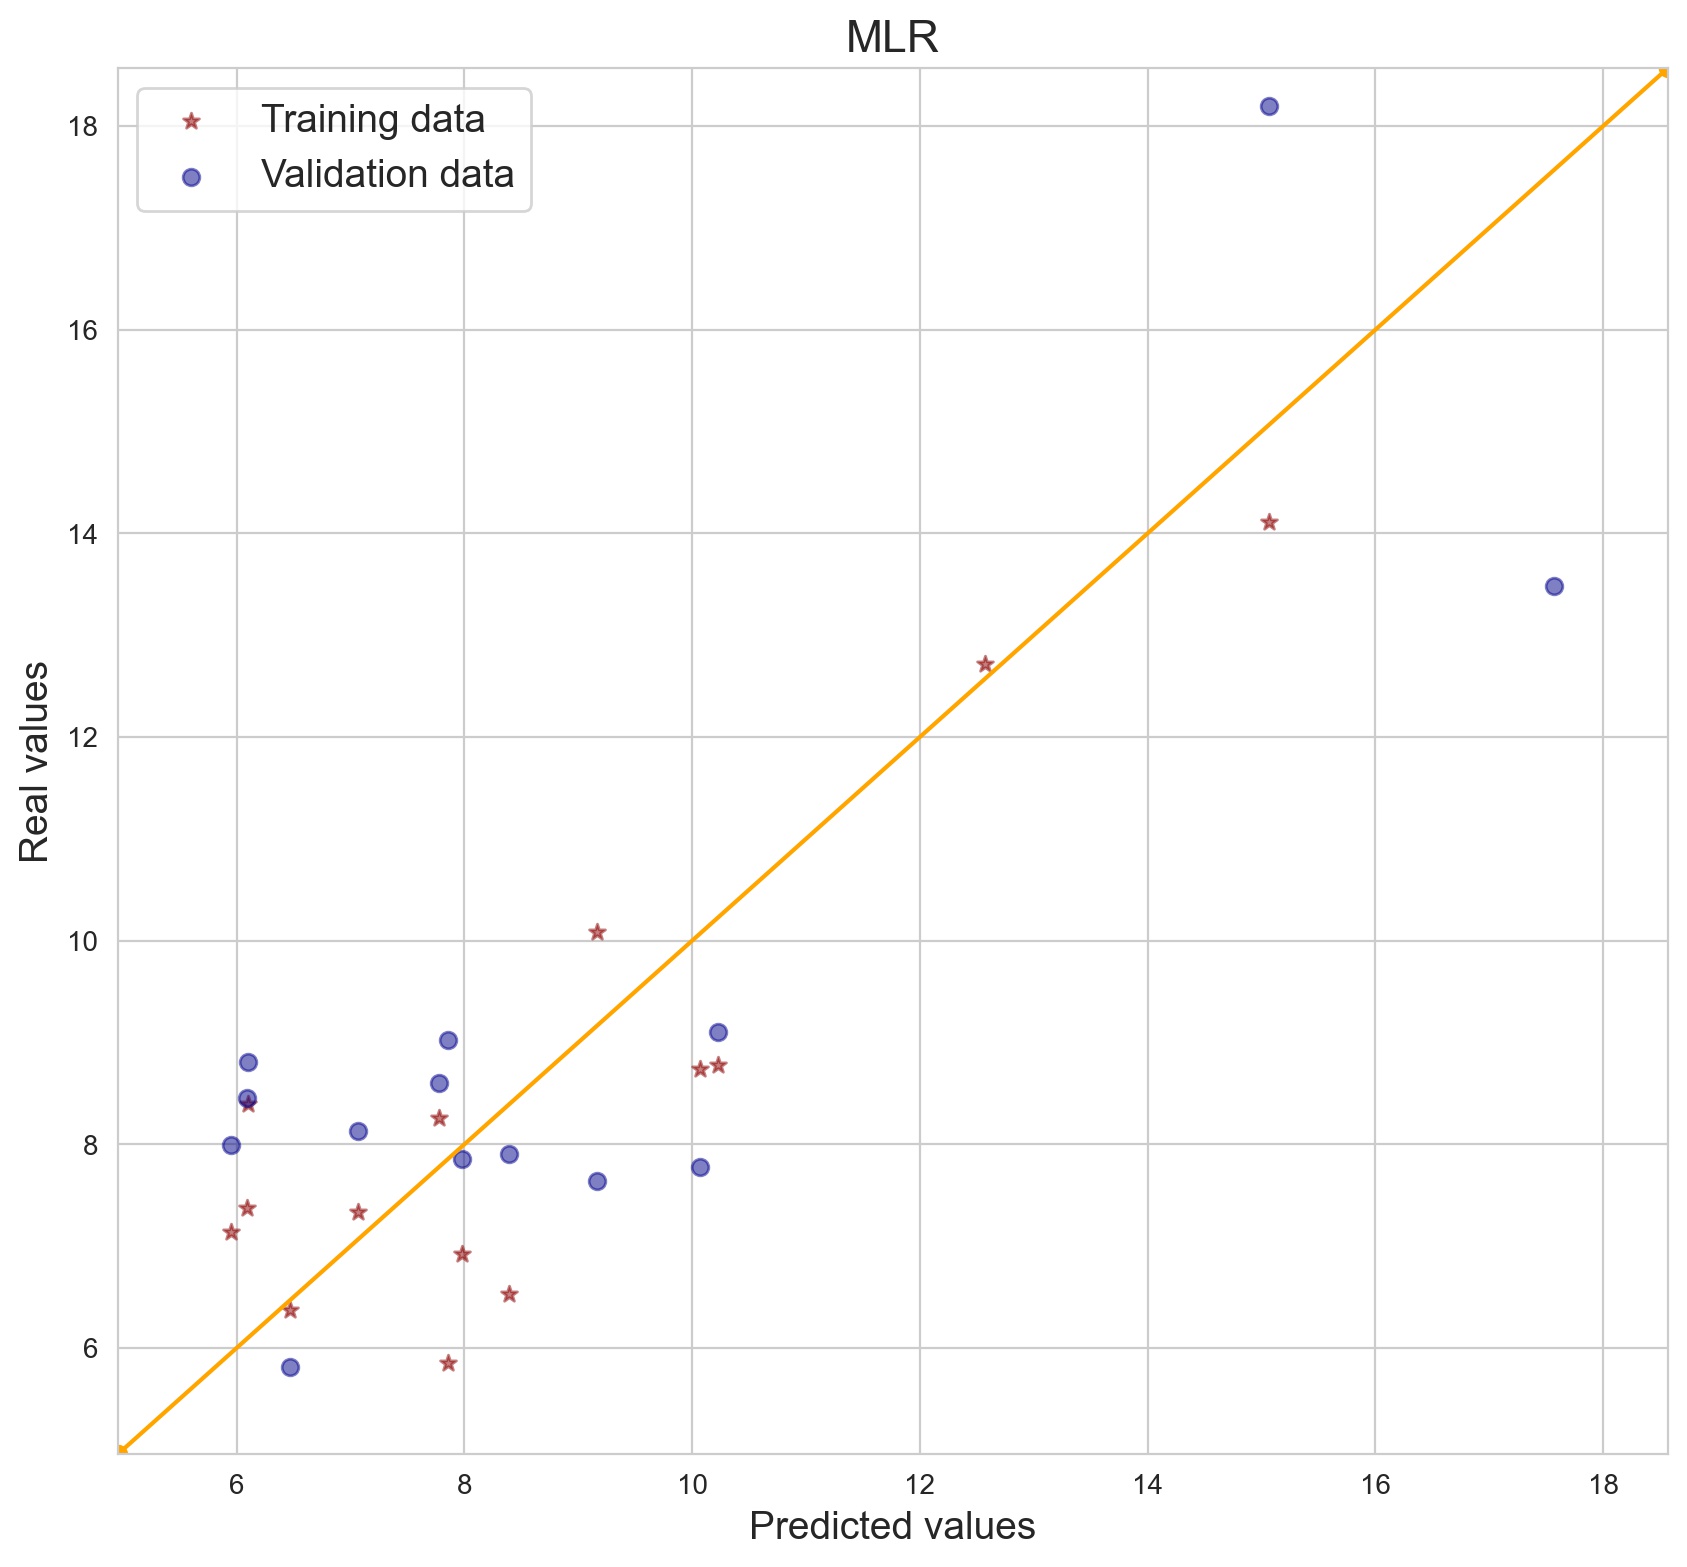 MLR
Training data
Validation data
18
16
14
12
10
8
6
Real values
6 8 10 12 14 16 18
Predicted values